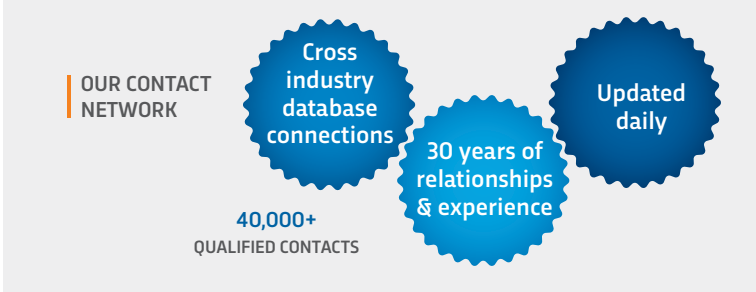 OUR CONTACT
NETWORK
Cross
industry
database
connections
30 years of
relationships
& experience
Updated
daily
40,000+
QUALIFIED CONTACTS